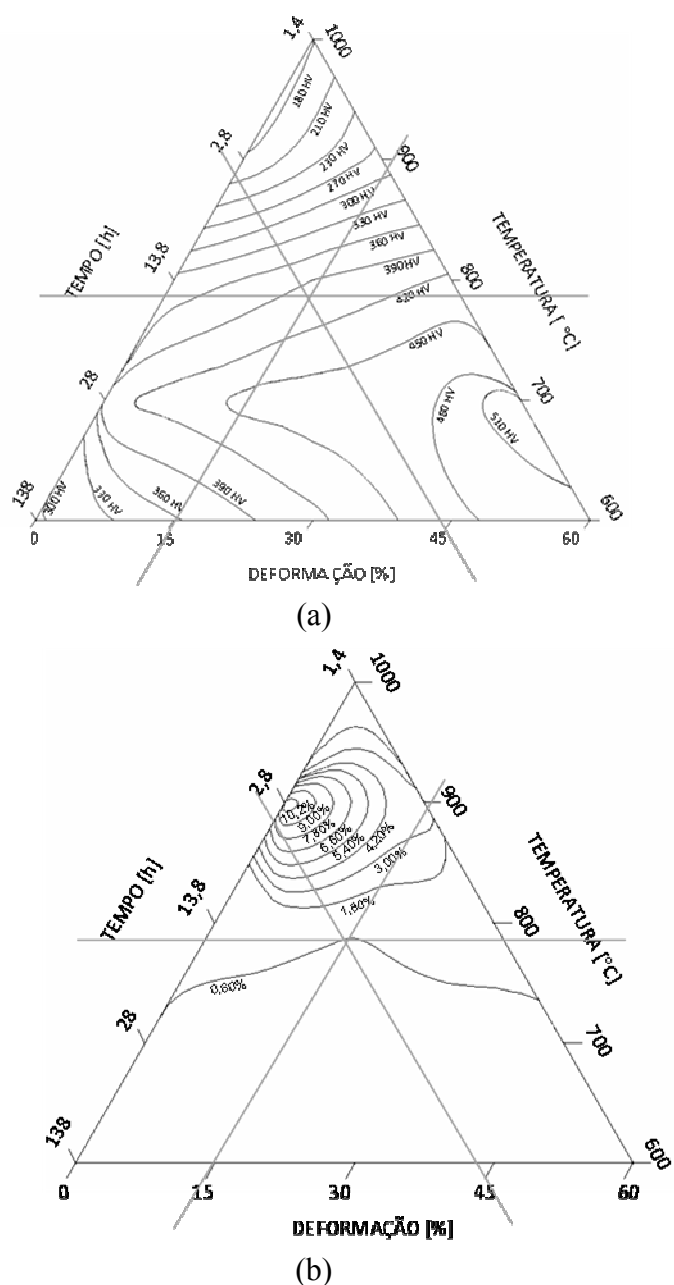 1,4
1000
180 HV
210 HV
2,8
230 HV
900
270 HV
300 HV
330 HV
TEMPO [h]
360 HV
TEMPERATURA [ °C]
13,8
390 HV
800
420 HV
450 HV
28
700
480 HV
510 HV
138
300 HV
330 HV
360 HV
390 HV
600
0
15
30
45
60
DEFORMA ÇÃO [%]
(a)
1,4
1000
2,8
900
10,2%
9,00%
7,80%
6,60%
5,40%
4,20%
3,00%
1,80%
TEMPO [h]
13,8
TEMPERATURA [°C]
800
0,80%
28
700
138
600
0
15
30
45
60
DEFORMAÇÃO [%]
(b)